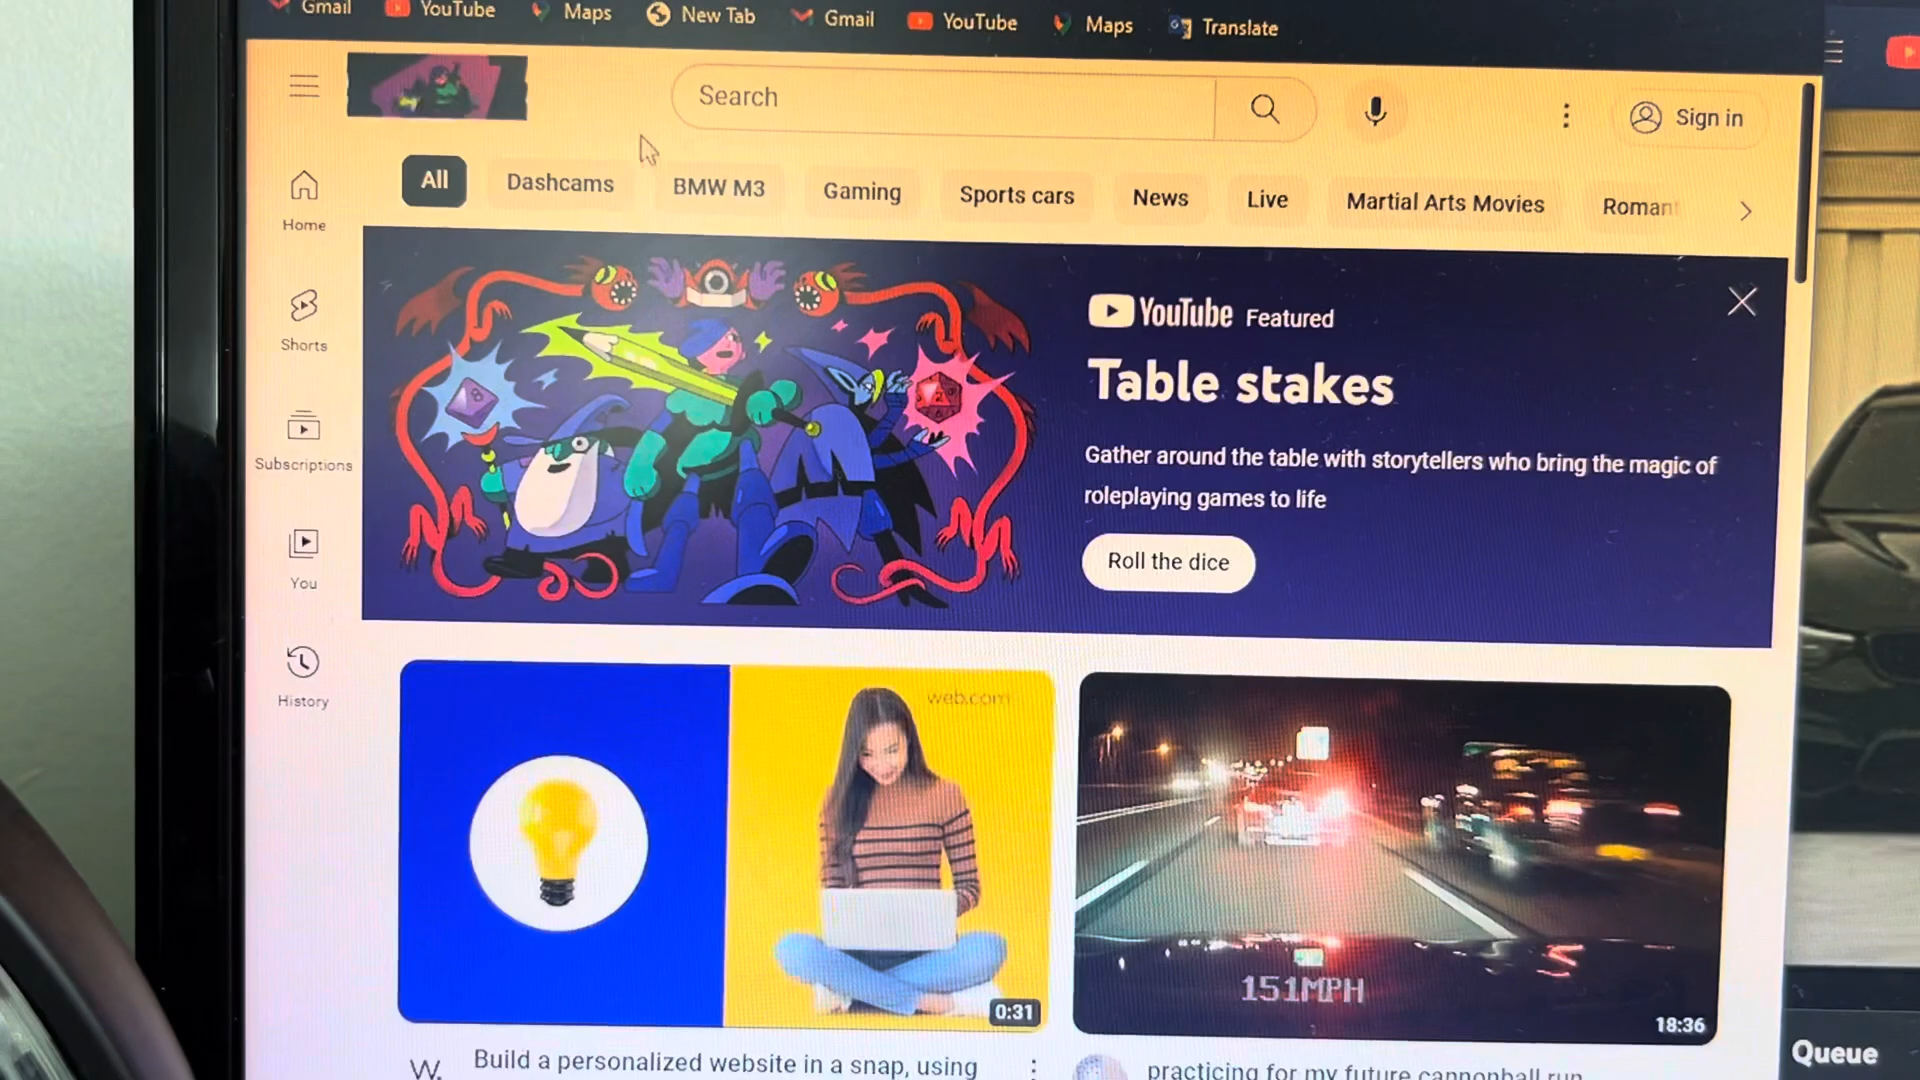 Gmail YouTube Maps New Tab Gmail YouTube Maps Translate
Search
Sign in
All Dashcams BMW M3 Gaming Sports cars News Live Martial Arts Movies Roman
Home
Shorts
Subscriptions
You
History
YouTube Featured
Table stakes
Gather around the table with storytellers who bring the magic of
roleplaying games to life
Roll the dice
8
2
web.com
0:31
151MPH
18:36
W.
Build a personalized website in a snap, using
practicing for my future cannonball run
Queue